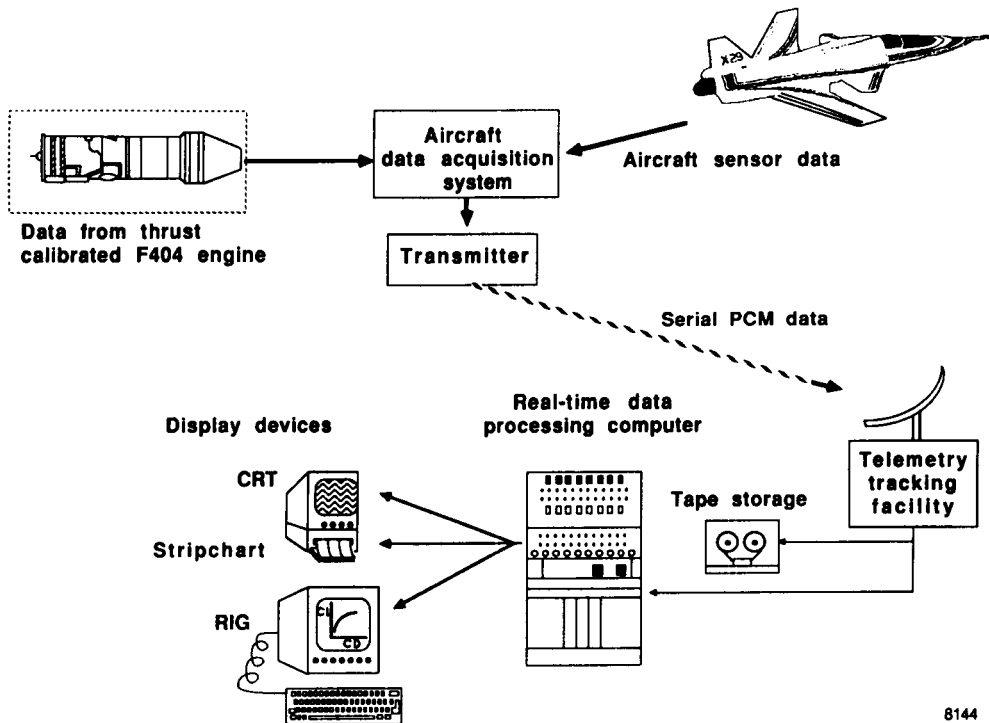 X29
Aircraft
data acquisition
system
Aircraft sensor data
Data from thrust
calibrated F404 engine
Transmitter
Serial PCM data
Real-time data
processing computer
Display devices
Telemetry
tracking
facility
Tape storage
CRT
Stripchart
RIG
CL
CD
8144